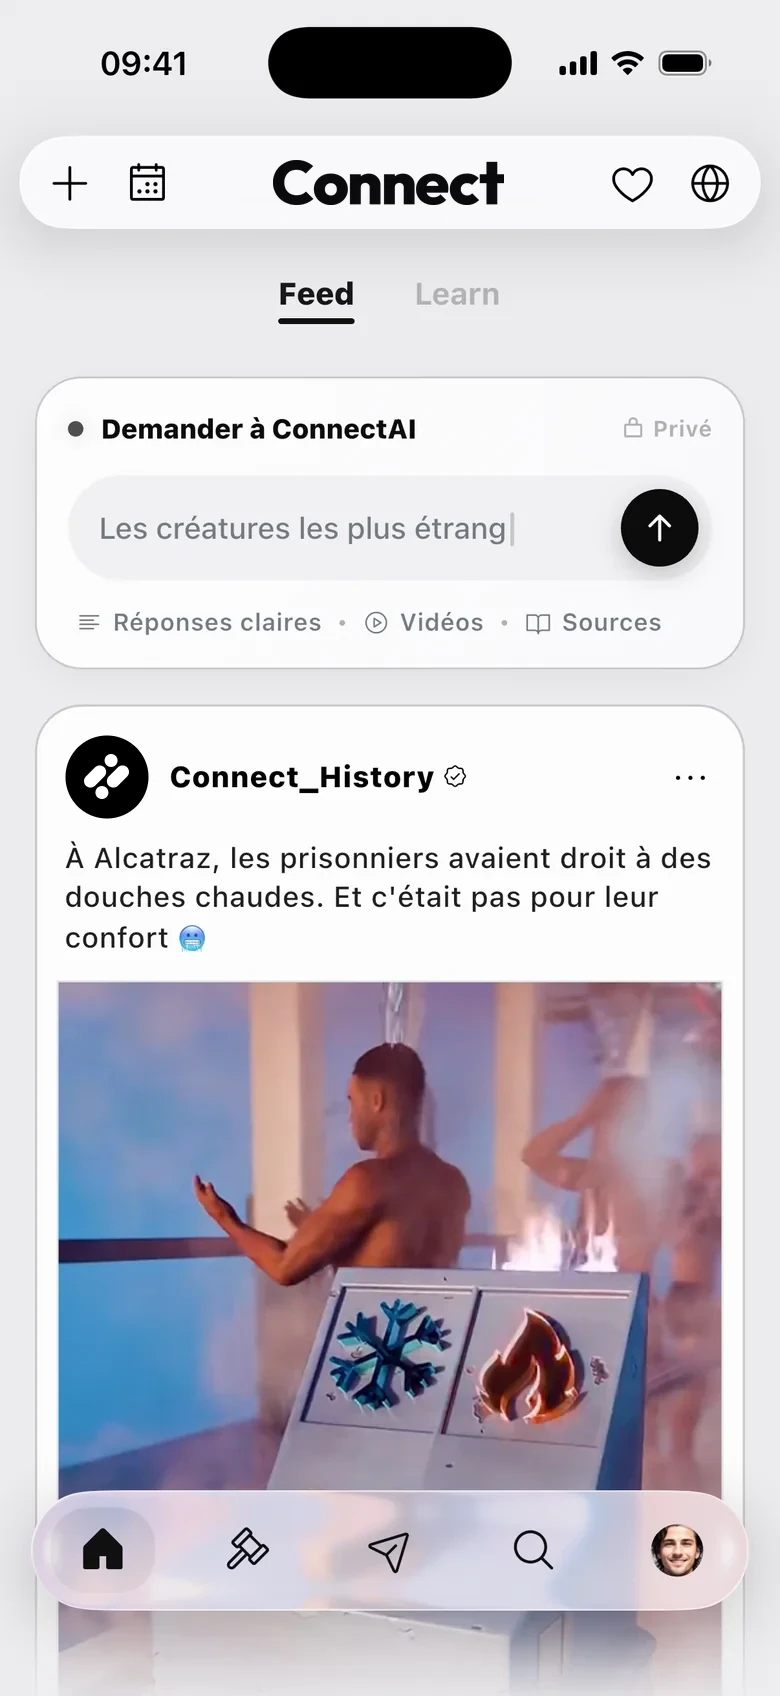 09:41
Connect
Feed Learn
Demander à ConnectAI Privé
Les créatures les plus étrang
Réponses claires • Vidéos • Sources
Connect_History
À Alcatraz, les prisonniers avaient droit à des
douches chaudes. Et c'était pas pour leur
confort 🥶